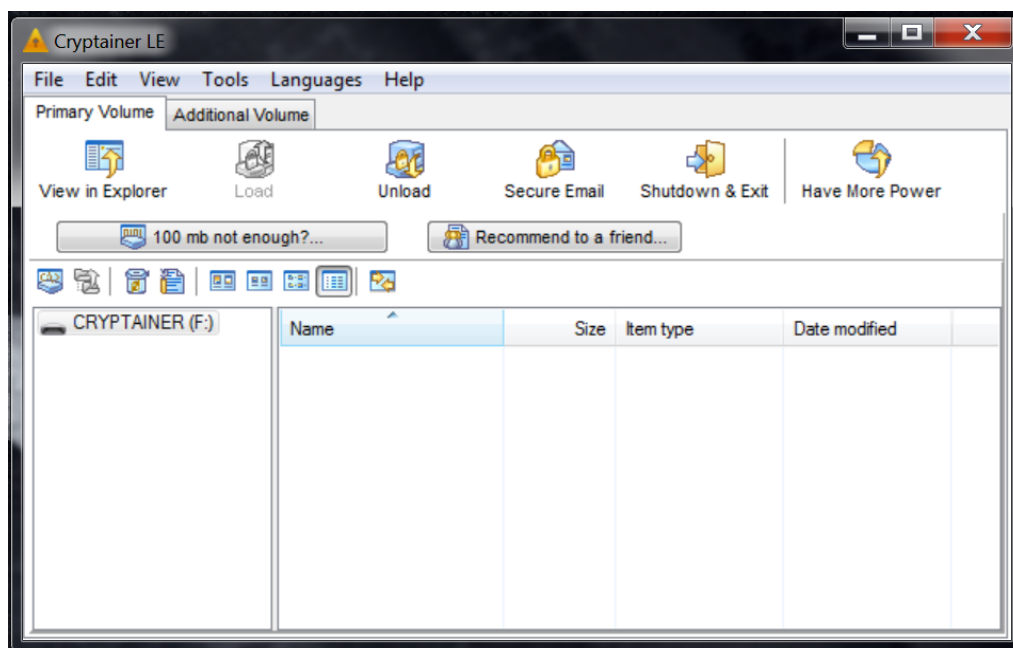 Cryptainer LE
File Edit View Tools Languages Help
Primary Volume Additional Volume
View in Explorer Load Unload Secure Email Shutdown & Exit Have More Power
100 mb not enough?... Recommend to a friend...
CRYPTAINER (F:) Name Size Item type Date modified